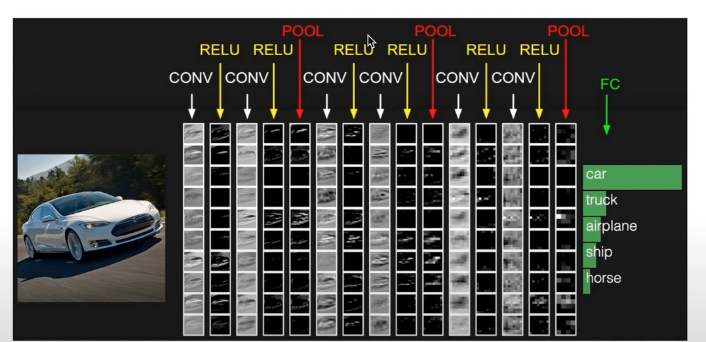 POOL POOL POOL
RELU RELU RELU RELU RELU RELU
CONV CONV CONV CONV CONV CONV
FC
car
truck
airplane
ship
horse